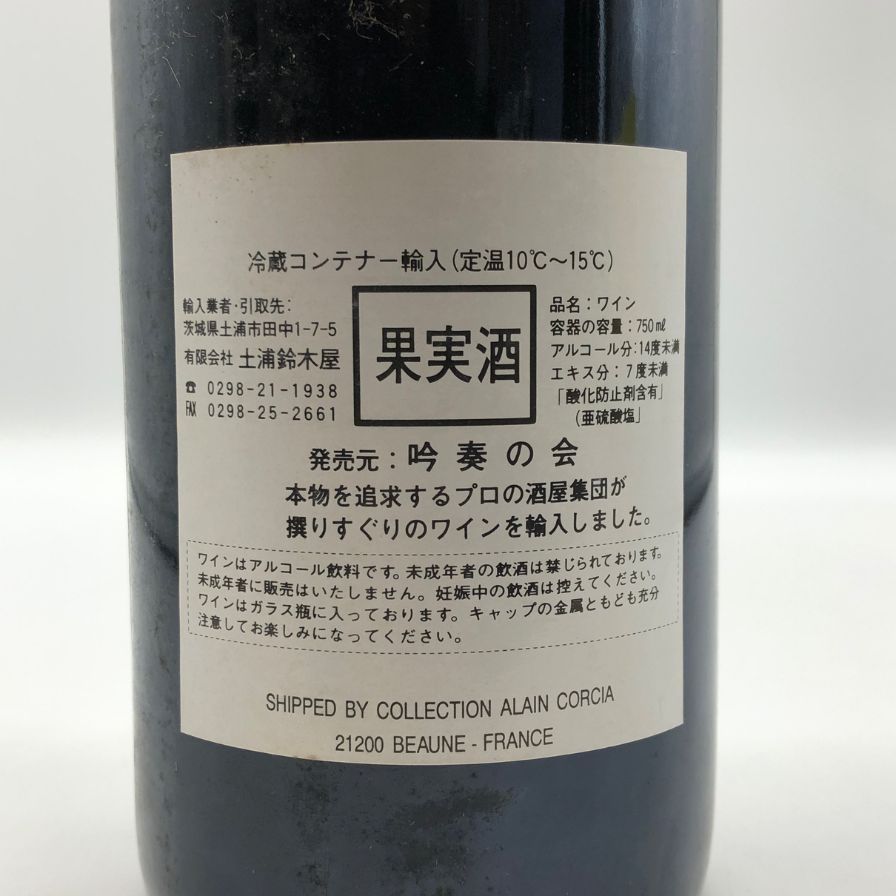 冷蔵コンテナー輸入(定温10℃~15℃)
輸入業者・引取先:
茨城県土浦市田中1-7-5
有限会社 土浦鈴木屋
☎ 0298-21-1938
FAX 0298-25-2661
果実酒
品名:ワイン
容器の容量:750㎖
アルコール分:14度未満
エキス分:7度未満
「酸化防止剤含有」
(亜硫酸塩」
発売元:吟奏の会
本物を追求するプロの酒屋集団が
撰りすぐりのワインを輸入しました。
ワインはアルコール飲料です。未成年者の飲酒は禁じられております。
未成年者に販売はいたしません。妊娠中の飲酒は控えてください。
ワインはガラス瓶に入っております。キャップの金属ともども充分
注意してお楽しみになってください。
SHIPPED BY COLLECTION ALAIN CORCIA
21200 BEAUNE - FRANCE